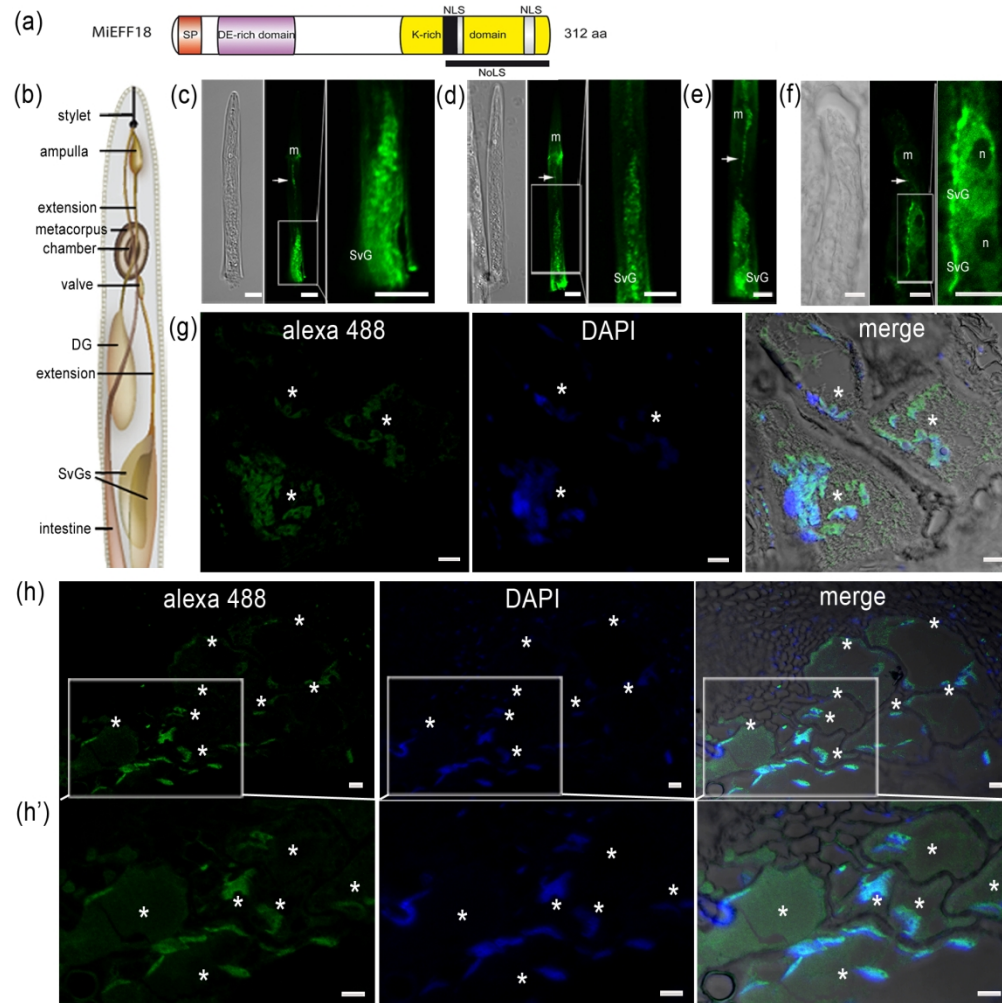 (a)
NLS NLS
MiEFF18 SP DE-rich domain K-rich domain 312 aa
NoLS
(b)
stylet
ampulla
extension
metacorpus
chamber
valve
DG
extension
SvGs
intestine
(c)
m
SvG
(d)
m
SvG
(e)
m
SvG
(f)
m
n
n
SvG
SvG
(g)
alexa 488 DAPI merge
* * *
* * *
* * *
(h)
alexa 488 DAPI merge
(h')